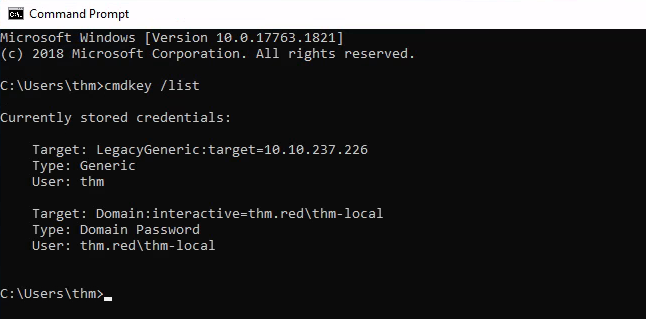 Command Prompt
Microsoft Windows [Version 10.0.17763.1821]
(c) 2018 Microsoft Corporation. All rights reserved.
C:\Users\thm>cmdkey /list
Currently stored credentials:
Target: LegacyGeneric:target=10.10.237.226
Type: Generic
User: thm
Target: Domain:interactive=thm.red\thm-local
Type: Domain Password
User: thm.red\thm-local
C:\Users\thm>